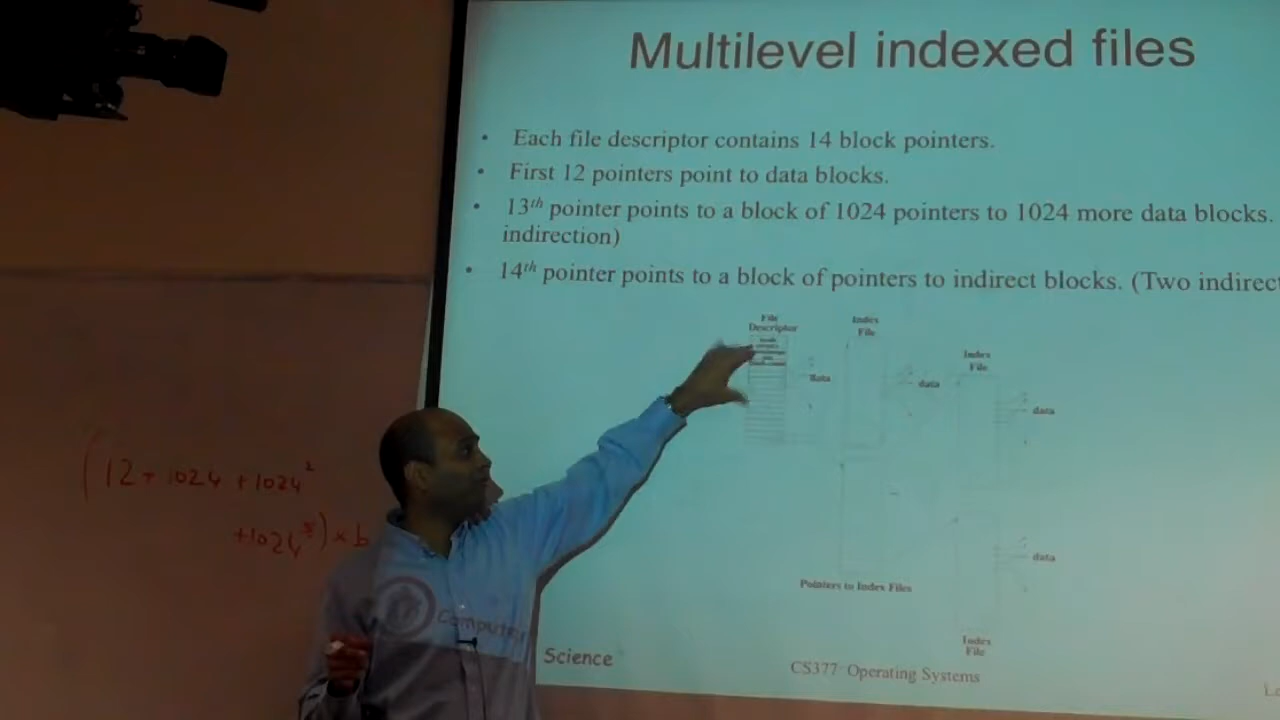 Multilevel indexed files
• Each file descriptor contains 14 block pointers.
• First 12 pointers point to data blocks.
• 13th pointer points to a block of 1024 pointers to 1024 more data blocks.
indirection)
• 14th pointer points to a block of pointers to indirect blocks. (Two indirect
File
Descriptor
Index
File
data
data
Index
File
data
data
Pointers to Index Files
Index
File
(12 + 1024 + 1024²
+1024³) × b
Computer
Science
CS377: Operating Systems